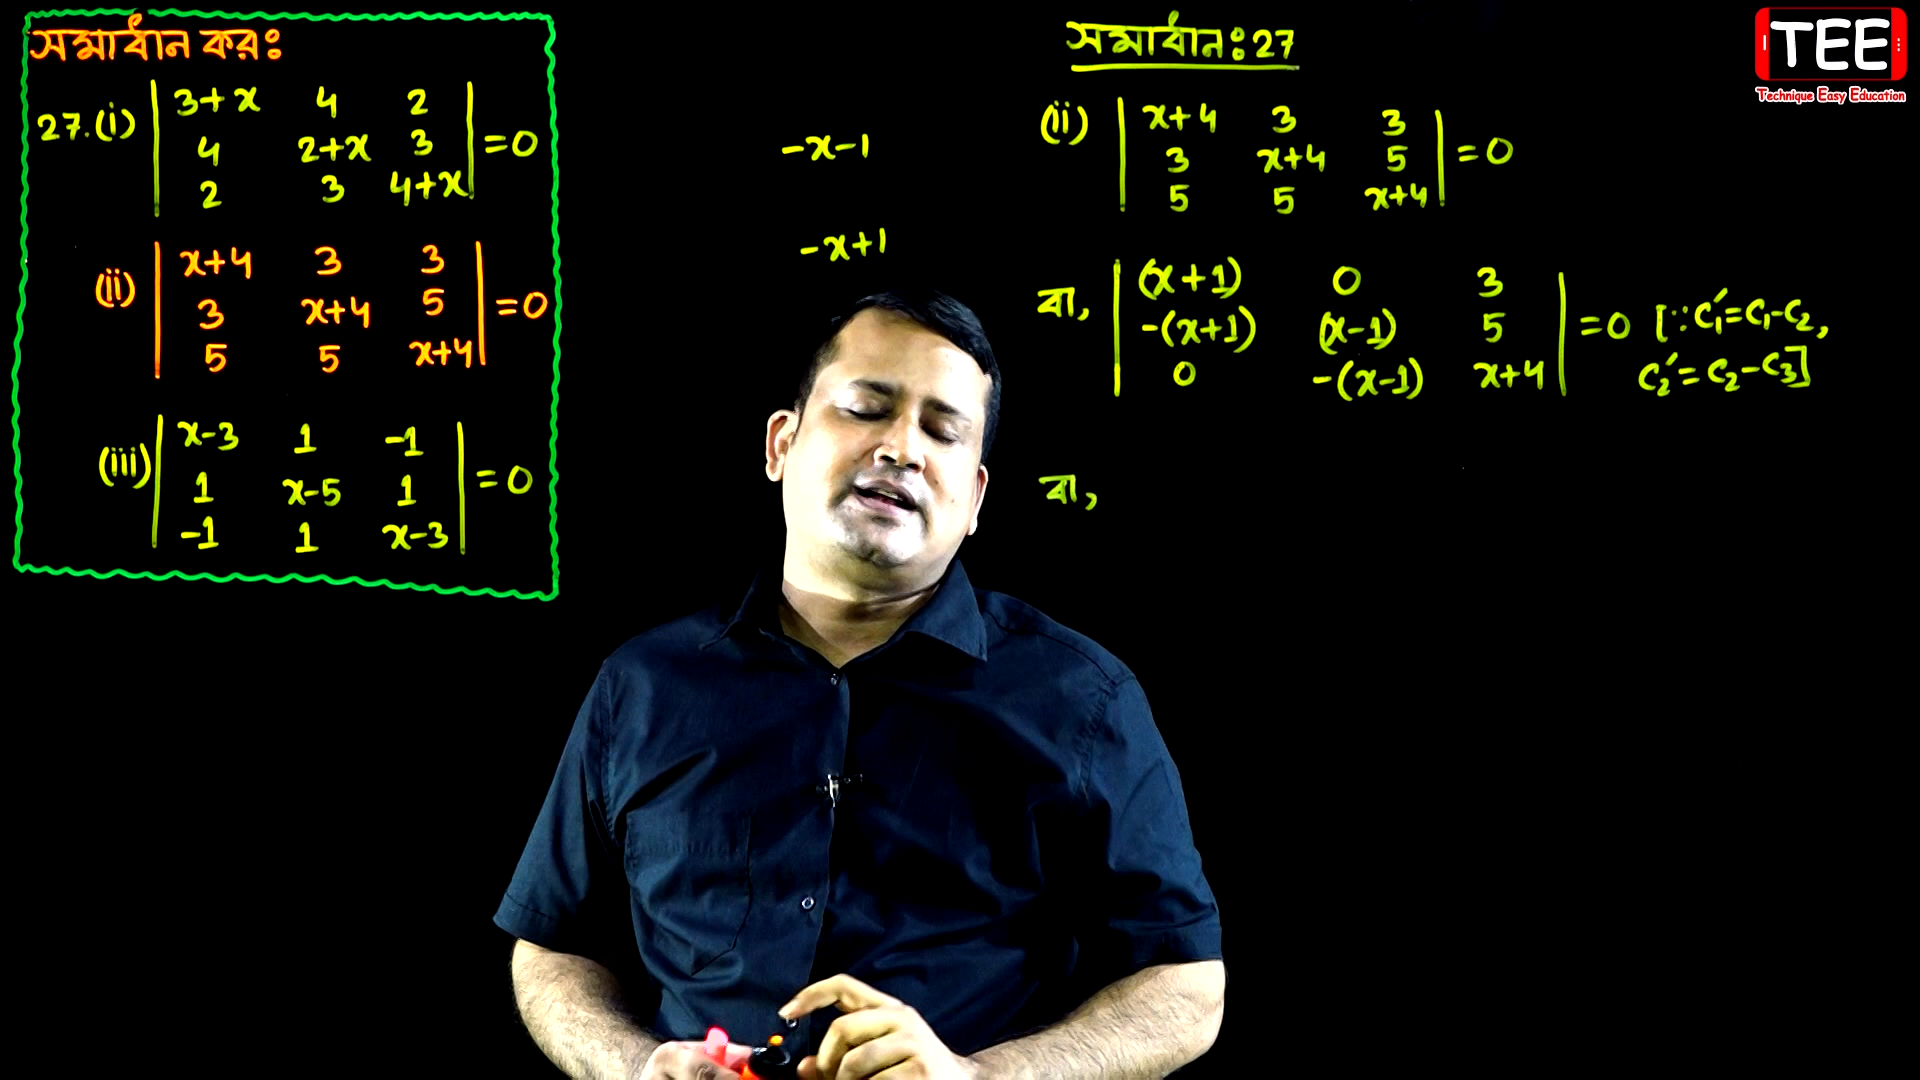 সমাধান করঃ
27.(i) | 3+x 4 2 |
| 4 2+x 3 | =0
| 2 3 4+x |
(ii) | x+4 3 3 |
| 3 x+4 5 | =0
| 5 5 x+4 |
(iii) | x-3 1 -1 |
| 1 x-5 1 | =0
| -1 1 x-3 |
-x-1
-x+1
সমাধানঃ27
(ii) | x+4 3 3 |
| 3 x+4 5 | =0
| 5 5 x+4 |
বা, | (x+1) 0 3 |
| -(x+1) (x-1) 5 | =0 [∵C₁′=C₁-C₂,
| 0 -(x-1) x+4 | C₂′=C₂-C₃]
বা,
TEE
Technique Easy Education